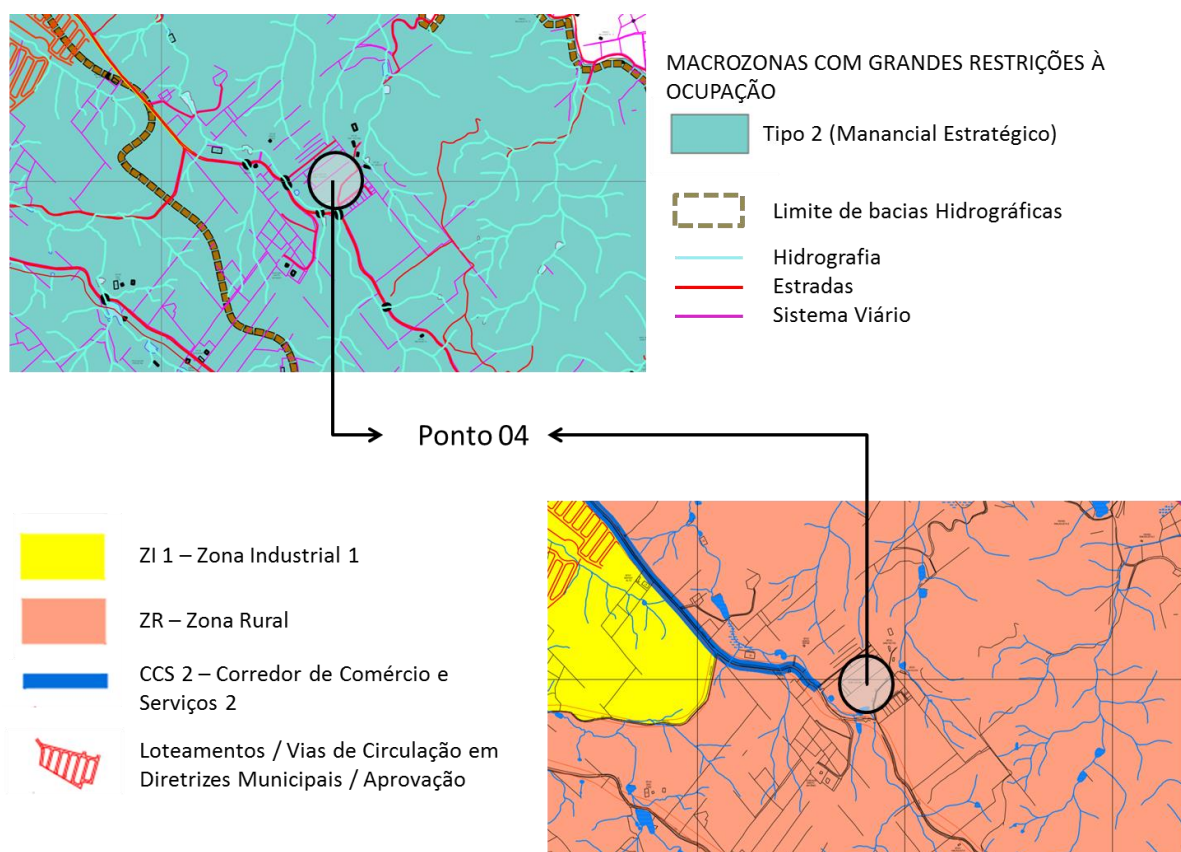 MACROZONAS COM GRANDES RESTRIÇÕES À
OCUPAÇÃO
Tipo 2 (Manancial Estratégico)
Limite de bacias Hidrográficas
Hidrografia
Estradas
Sistema Viário
Ponto 04
ZI 1 – Zona Industrial 1
ZR – Zona Rural
CCS 2 – Corredor de Comércio e
Serviços 2
Loteamentos / Vias de Circulação em
Diretrizes Municipais / Aprovação